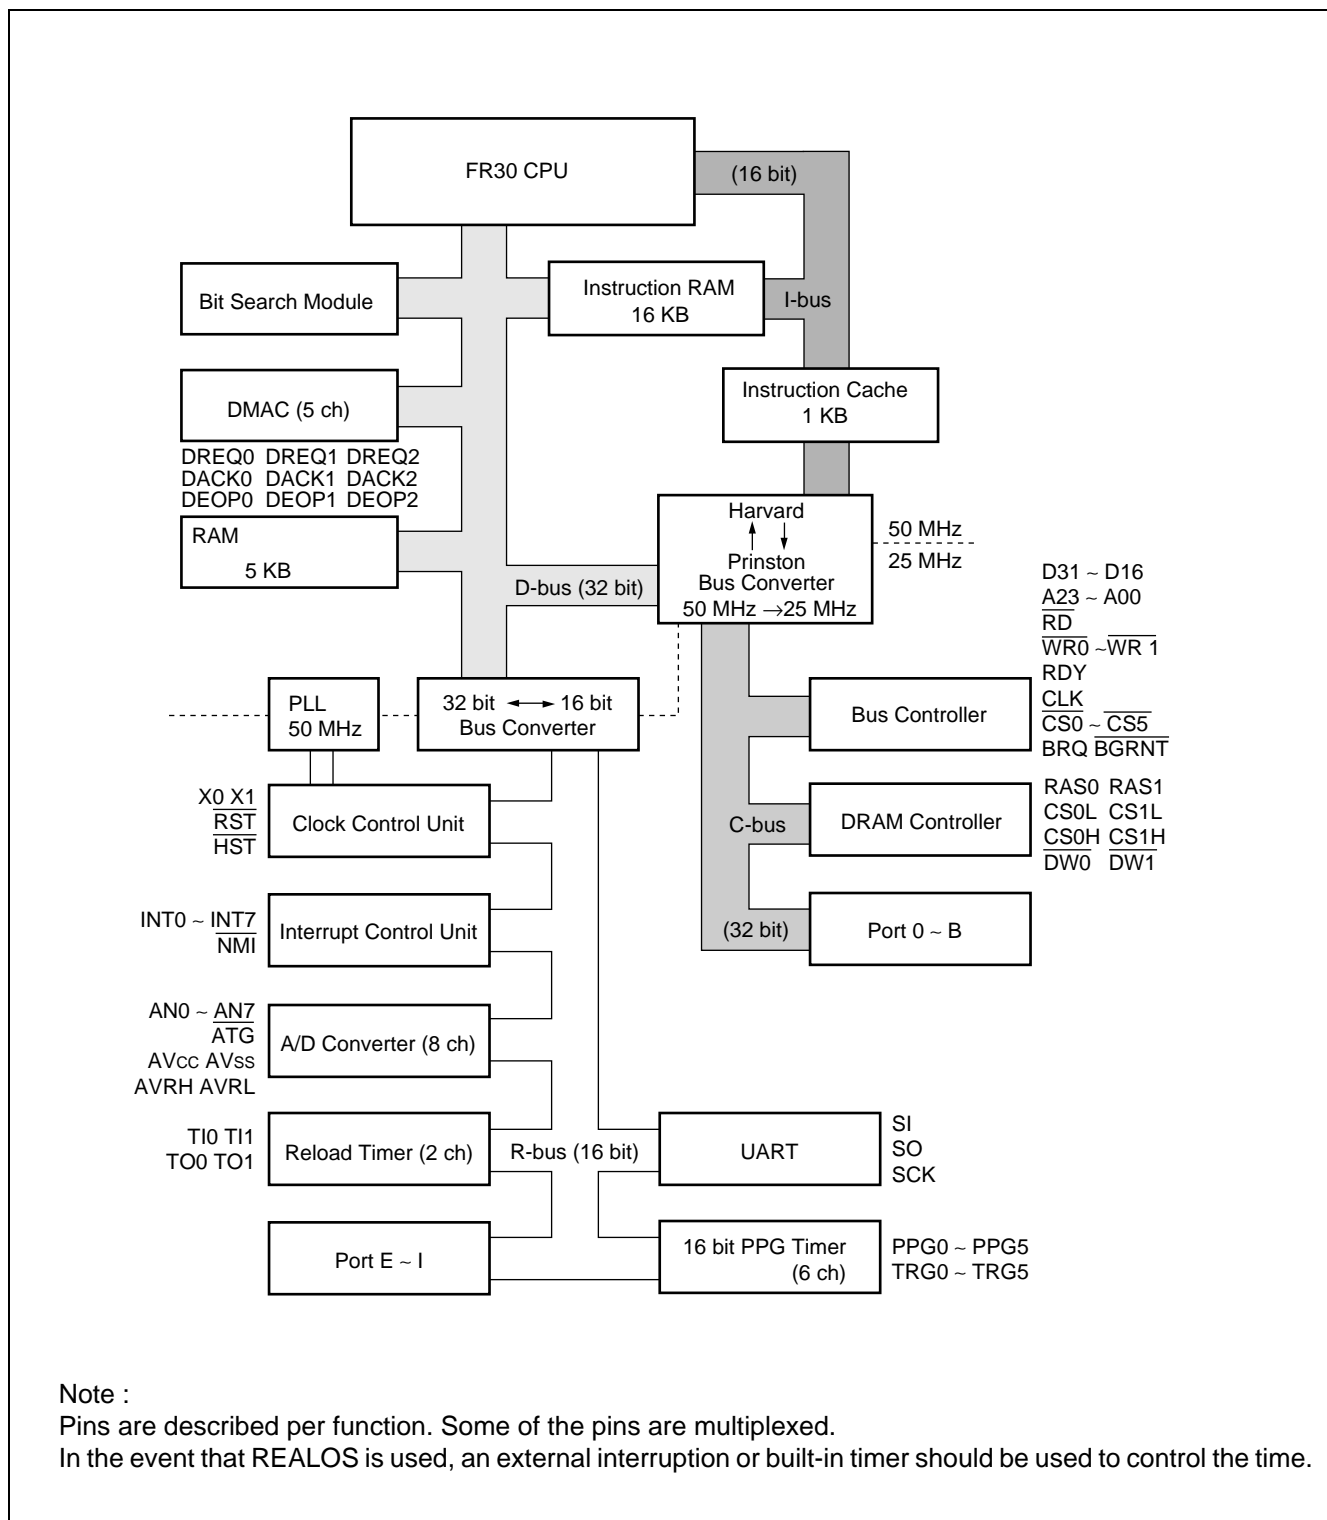 FR30 CPU
(16 bit)
Bit Search Module
Instruction RAM
16 KB
I-bus
Instruction Cache
1 KB
DMAC (5 ch)
DREQ0 DREQ1 DREQ2
DACK0 DACK1 DACK2
DEOP0 DEOP1 DEOP2
RAM
5 KB
D-bus (32 bit)
Harvard
Prinston
Bus Converter
50 MHz →25 MHz
50 MHz
25 MHz
D31 ~ D16
A23 ~ A00
RD
WR0 ~WR 1
RDY
CLK
CS0 ~ CS5
BRQ BGRNT
Bus Controller
PLL
50 MHz
32 bit ↔ 16 bit
Bus Converter
X0 X1
RST
HST
Clock Control Unit
C-bus
DRAM Controller
RAS0 RAS1
CS0L CS1L
CS0H CS1H
DW0 DW1
INT0 ~ INT7
NMI
Interrupt Control Unit
(32 bit)
Port 0 ~ B
AN0 ~ AN7
ATG
AVCC AVSS
AVRH AVRL
A/D Converter (8 ch)
TI0 TI1
TO0 TO1
Reload Timer (2 ch)
R-bus (16 bit)
UART
SI
SO
SCK
Port E ~ I
16 bit PPG Timer
(6 ch)
PPG0 ~ PPG5
TRG0 ~ TRG5
Note :
Pins are described per function. Some of the pins are multiplexed.
In the event that REALOS is used, an external interruption or built-in timer should be used to control the time.